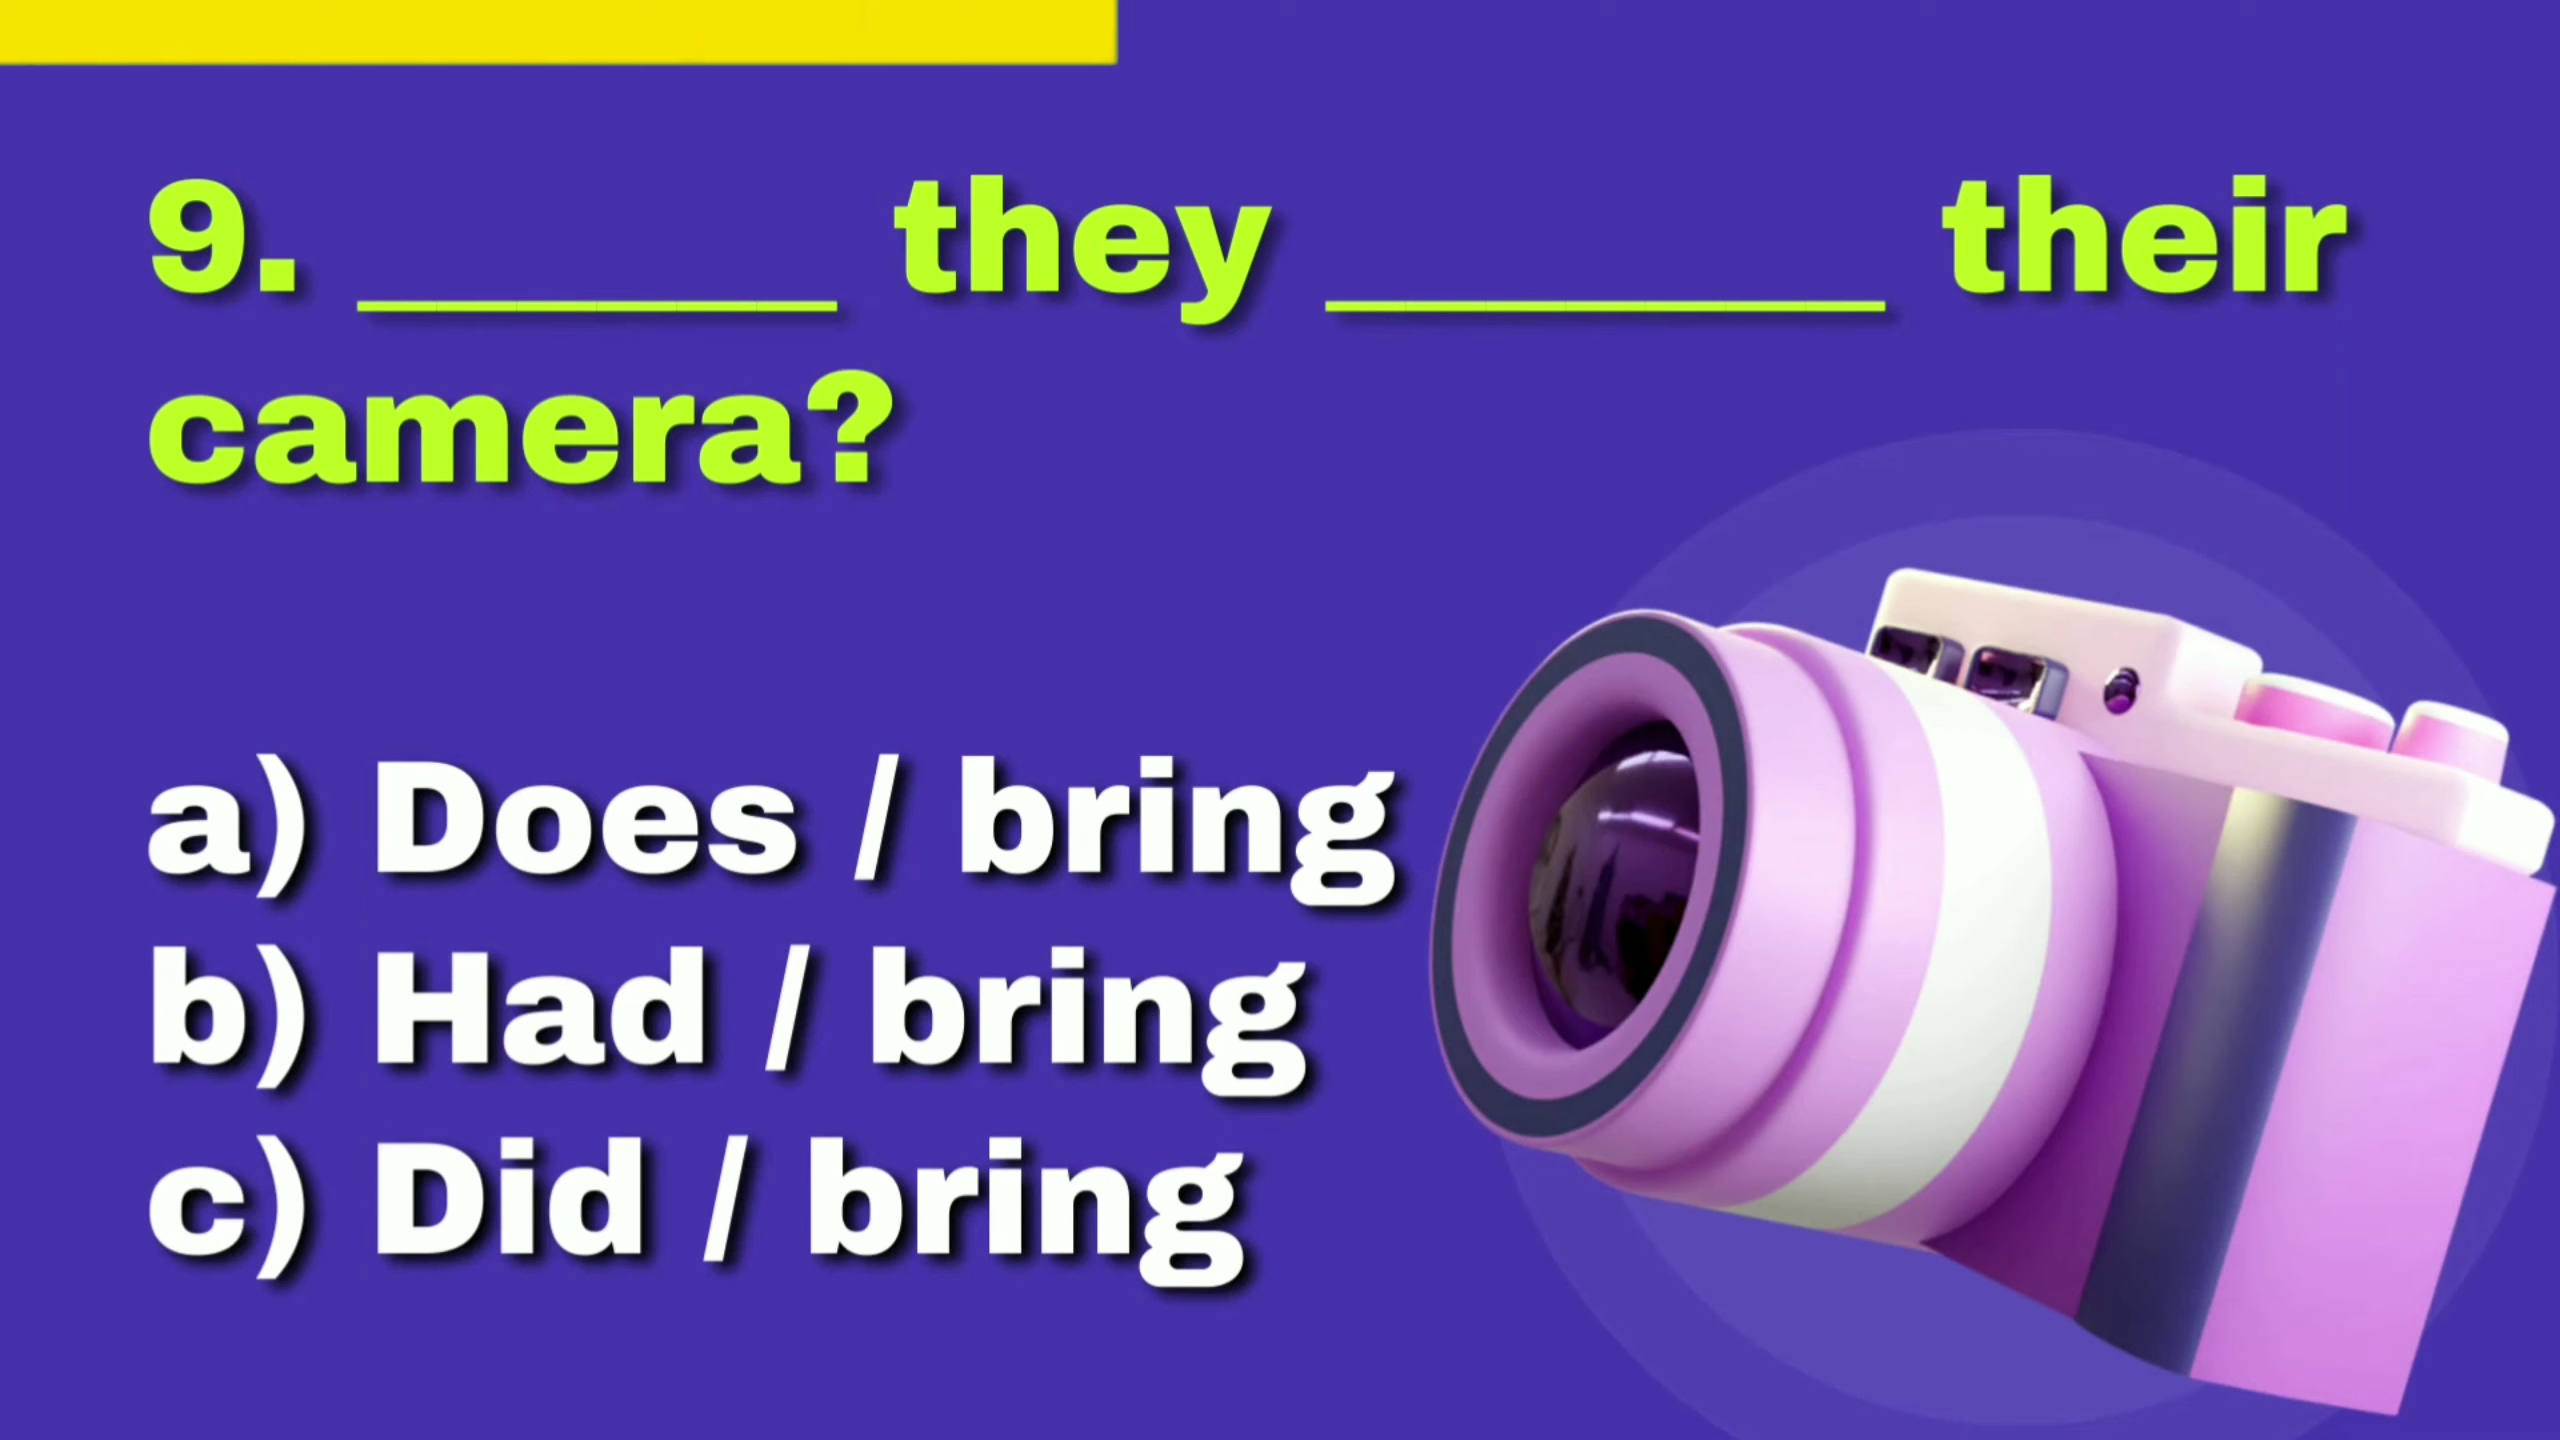 9. ______ they _______ their
camera?
a) Does / bring
b) Had / bring
c) Did / bring